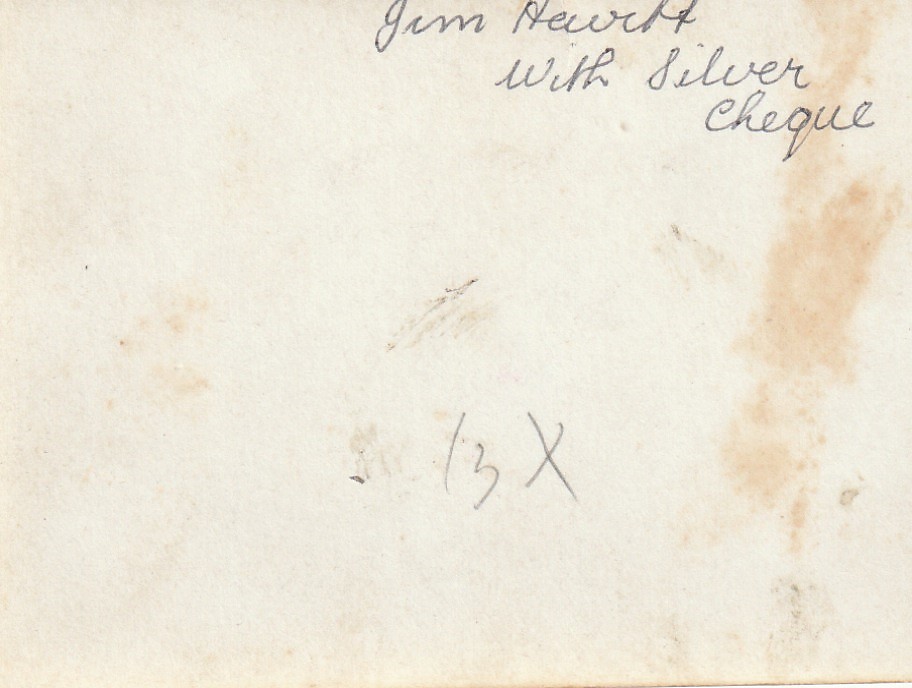 Jim Hewitt
With Silver
Cheque
13 X